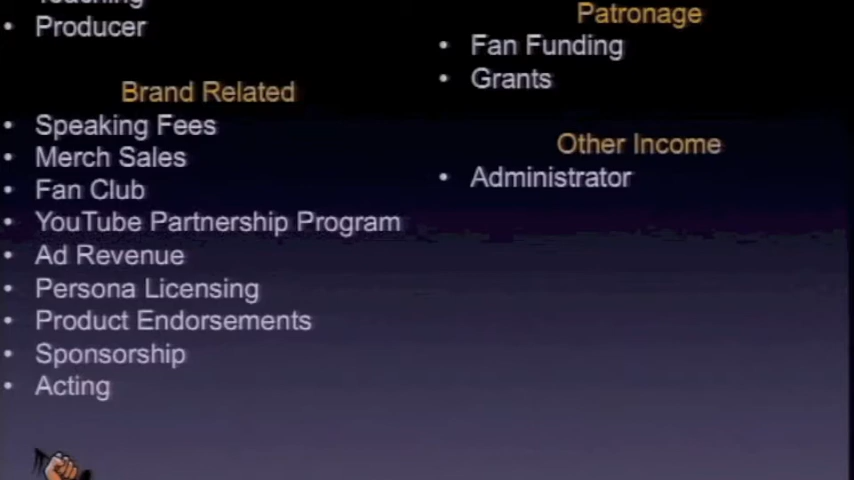 Producer
Brand Related
Speaking Fees
Merch Sales
Fan Club
YouTube Partnership Program
Ad Revenue
Persona Licensing
Product Endorsements
Sponsorship
Acting
Patronage
Fan Funding
Grants
Other Income
Administrator